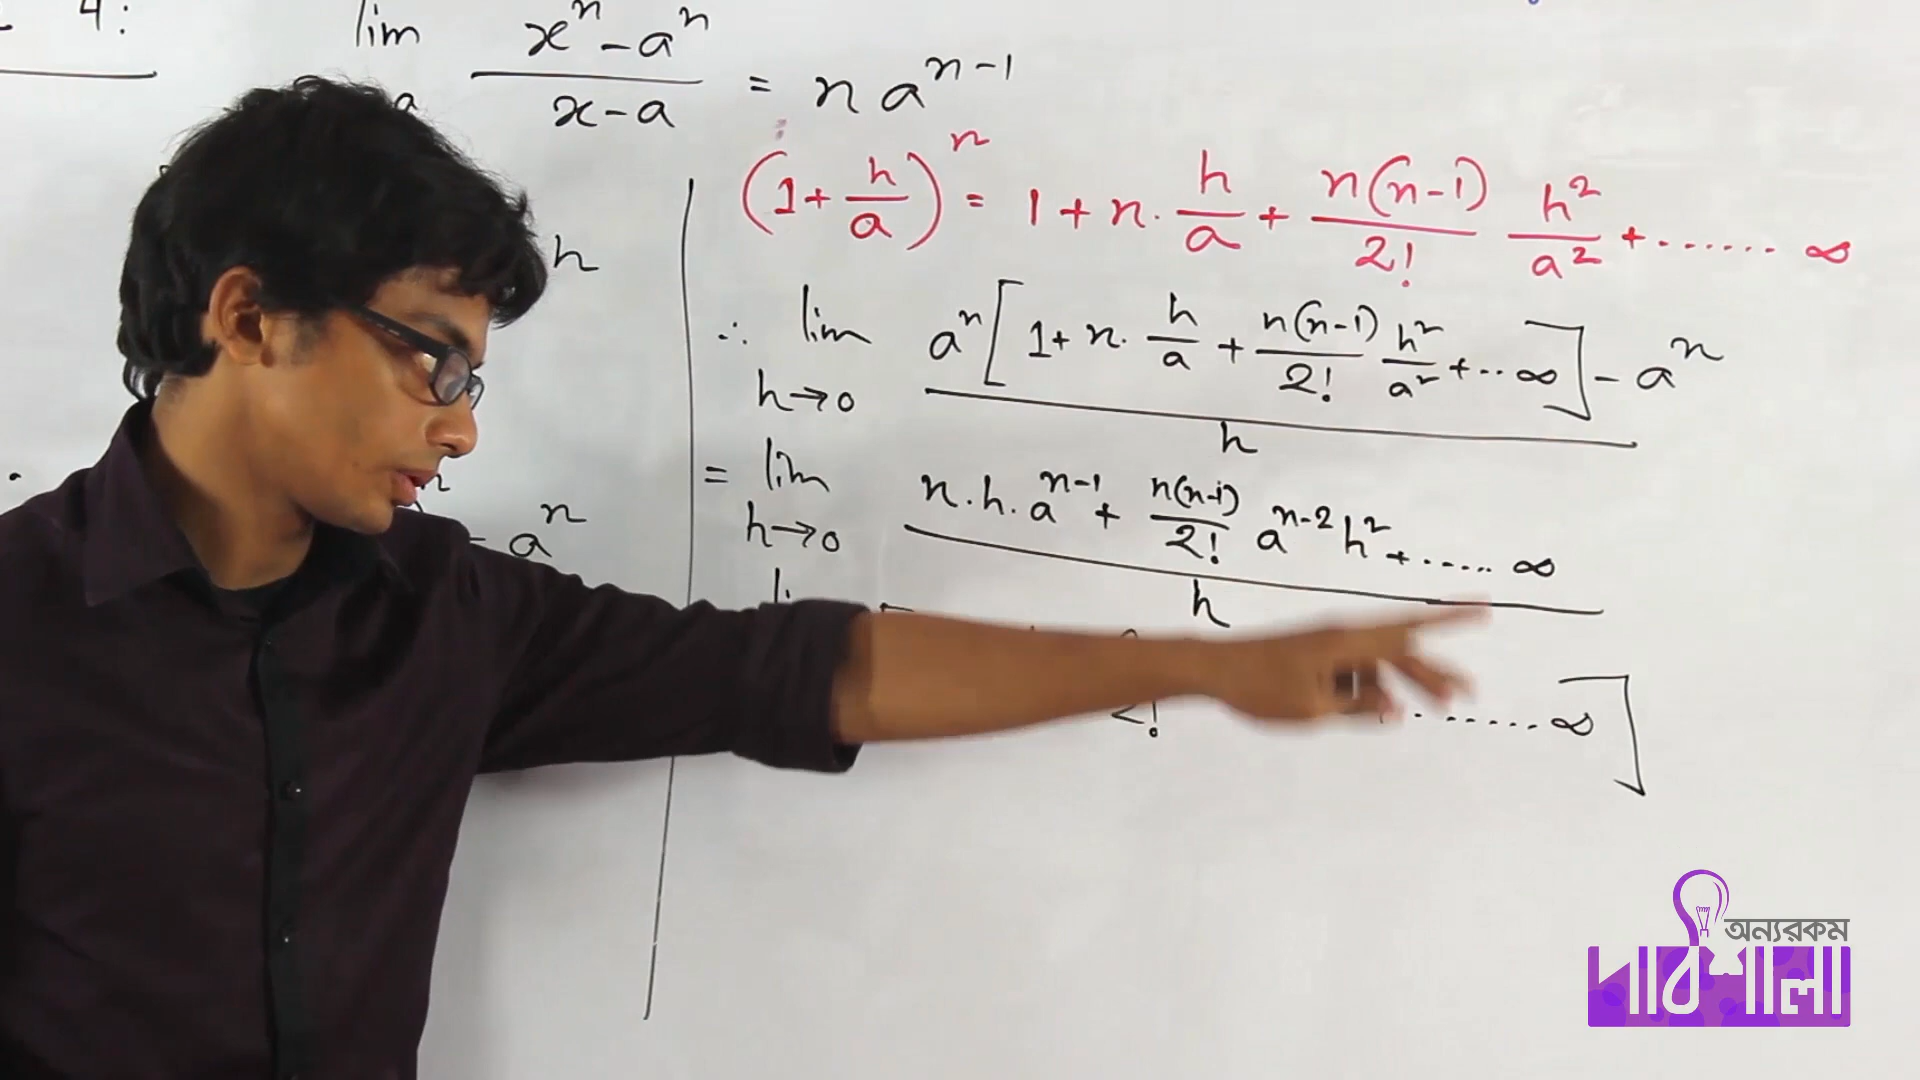 4:
lim xⁿ - aⁿ / x - a = n aⁿ⁻¹
a
h
- aⁿ
(1 + h/a)ⁿ = 1 + n. h/a + n(n-1)/2! h²/a² + ....... ∞
∴ lim h→0 aⁿ[1 + n. h/a + n(n-1)/2! h²/a² + .. ∞] - aⁿ / h
= lim h→0 n.h.aⁿ⁻¹ + n(n-1)/2! aⁿ⁻² h² + ..... ∞ / h
2! ....... ∞]
অন্যরকম
পাঠশালা